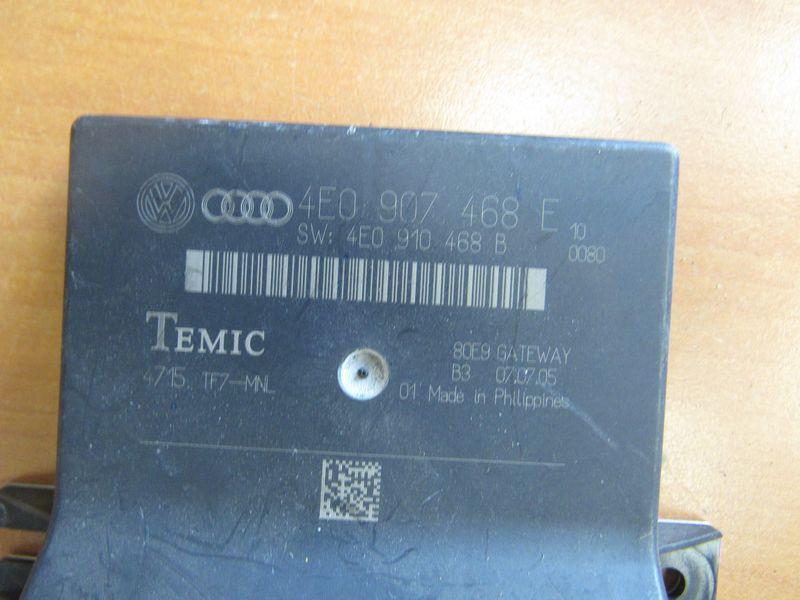 4E0 907 468 E
SW: 4E0 910 468 B
10
0080
TEMIC
4715 TF7-MNL
80E9 GATEWAY
B3 07.07.05
01 Made in Philippines